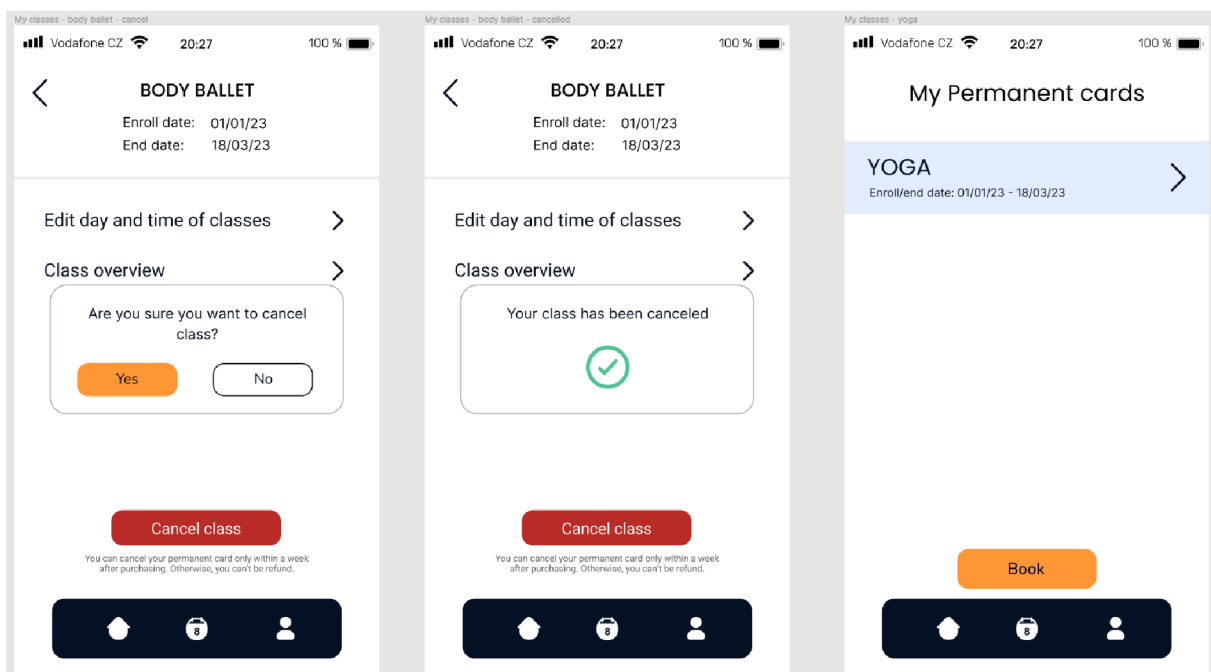 My classes - body ballet - cancel
Vodafone CZ 20:27 100 %
BODY BALLET
Enroll date: 01/01/23
End date: 18/03/23
Edit day and time of classes
Class overview
Are you sure you want to cancel
class?
Yes No
Cancel class
You can cancel your permanent card only within a week
after purchasing. Otherwise, you can't be refund.
8
My classes - body ballet - cancelled
Vodafone CZ 20:27 100 %
BODY BALLET
Enroll date: 01/01/23
End date: 18/03/23
Edit day and time of classes
Class overview
Your class has been canceled
Cancel class
You can cancel your permanent card only within a week
after purchasing. Otherwise, you can't be refund.
8
My classes - yoga
Vodafone CZ 20:27 100 %
My Permanent cards
YOGA
Enroll/end date: 01/01/23 - 18/03/23
Book
8